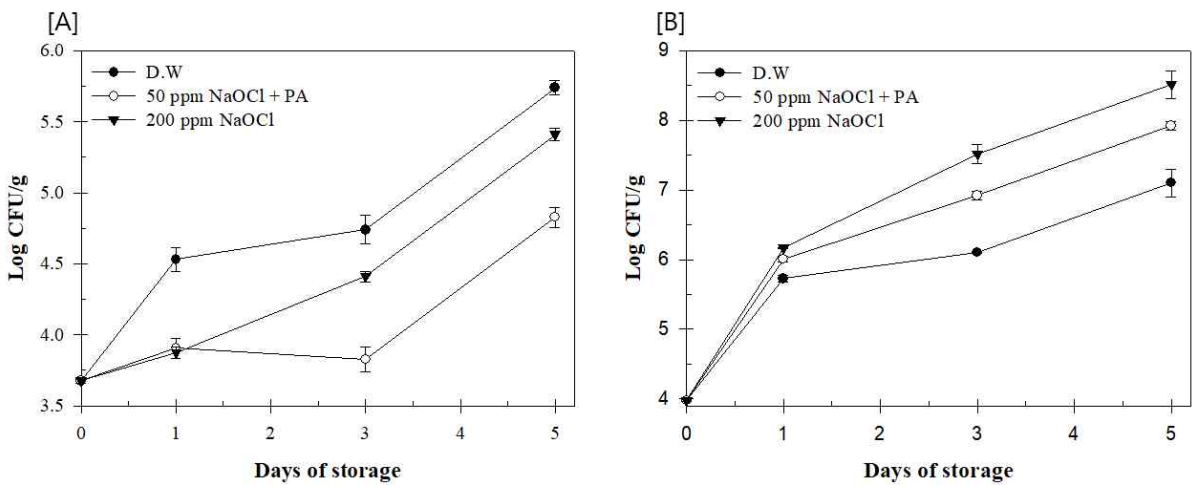 [A]
6.0
5.5
5.0
4.5
4.0
3.5
Log CFU/g
D.W
50 ppm NaOCl + PA
200 ppm NaOCl
0 1 2 3 4 5
Days of storage
[B]
9
8
7
6
5
4
Log CFU/g
D.W
50 ppm NaOCl + PA
200 ppm NaOCl
0 1 2 3 4 5
Days of storage